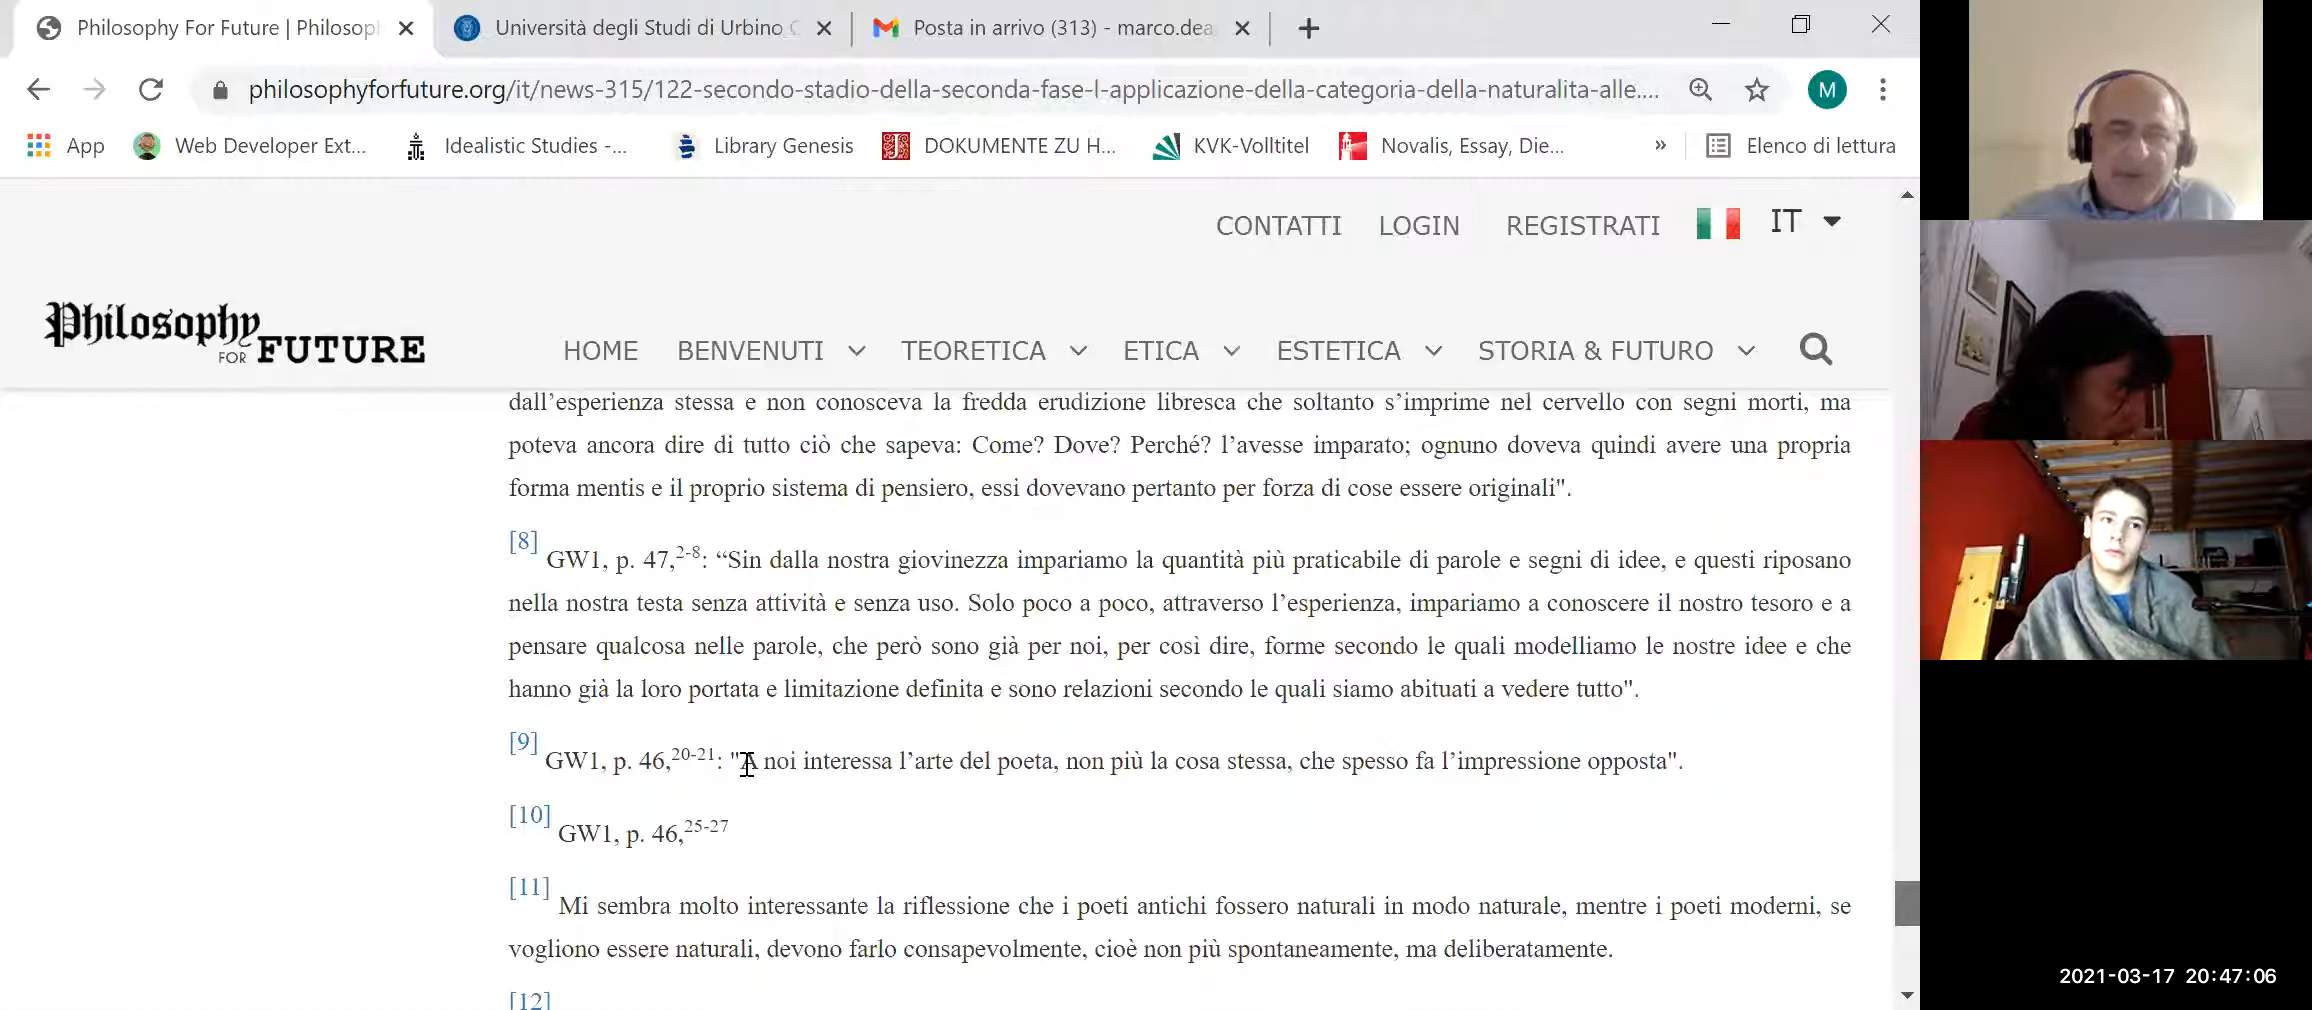 Philosophy For Future | Philosop
Università degli Studi di Urbino C
Posta in arrivo (313) - marco.dea
philosophyforfuture.org/it/news-315/122-secondo-stadio-della-seconda-fase-l-applicazione-della-categoria-della-naturalita-alle....
M
App
Web Developer Ext...
Idealistic Studies -...
Library Genesis
DOKUMENTE ZU H...
KVK-Volltitel
Novalis, Essay, Die...
»
Elenco di lettura
CONTATTI LOGIN REGISTRATI IT
Philosophy
FOR FUTURE
HOME BENVENUTI TEORETICA ETICA ESTETICA STORIA & FUTURO
dall’esperienza stessa e non conosceva la fredda erudizione libresca che soltanto s’imprime nel cervello con segni morti, ma
poteva ancora dire di tutto ciò che sapeva: Come? Dove? Perché? l’avesse imparato; ognuno doveva quindi avere una propria
forma mentis e il proprio sistema di pensiero, essi dovevano pertanto per forza di cose essere originali".
[8] GW1, p. 47,2-8: “Sin dalla nostra giovinezza impariamo la quantità più praticabile di parole e segni di idee, e questi riposano
nella nostra testa senza attività e senza uso. Solo poco a poco, attraverso l’esperienza, impariamo a conoscere il nostro tesoro e a
pensare qualcosa nelle parole, che però sono già per noi, per così dire, forme secondo le quali modelliamo le nostre idee e che
hanno già la loro portata e limitazione definita e sono relazioni secondo le quali siamo abituati a vedere tutto".
[9] GW1, p. 46,20-21: "A noi interessa l’arte del poeta, non più la cosa stessa, che spesso fa l’impressione opposta".
[10] GW1, p. 46,25-27
[11] Mi sembra molto interessante la riflessione che i poeti antichi fossero naturali in modo naturale, mentre i poeti moderni, se
vogliono essere naturali, devono farlo consapevolmente, cioè non più spontaneamente, ma deliberatamente.
[12]
2021-03-17 20:47:06